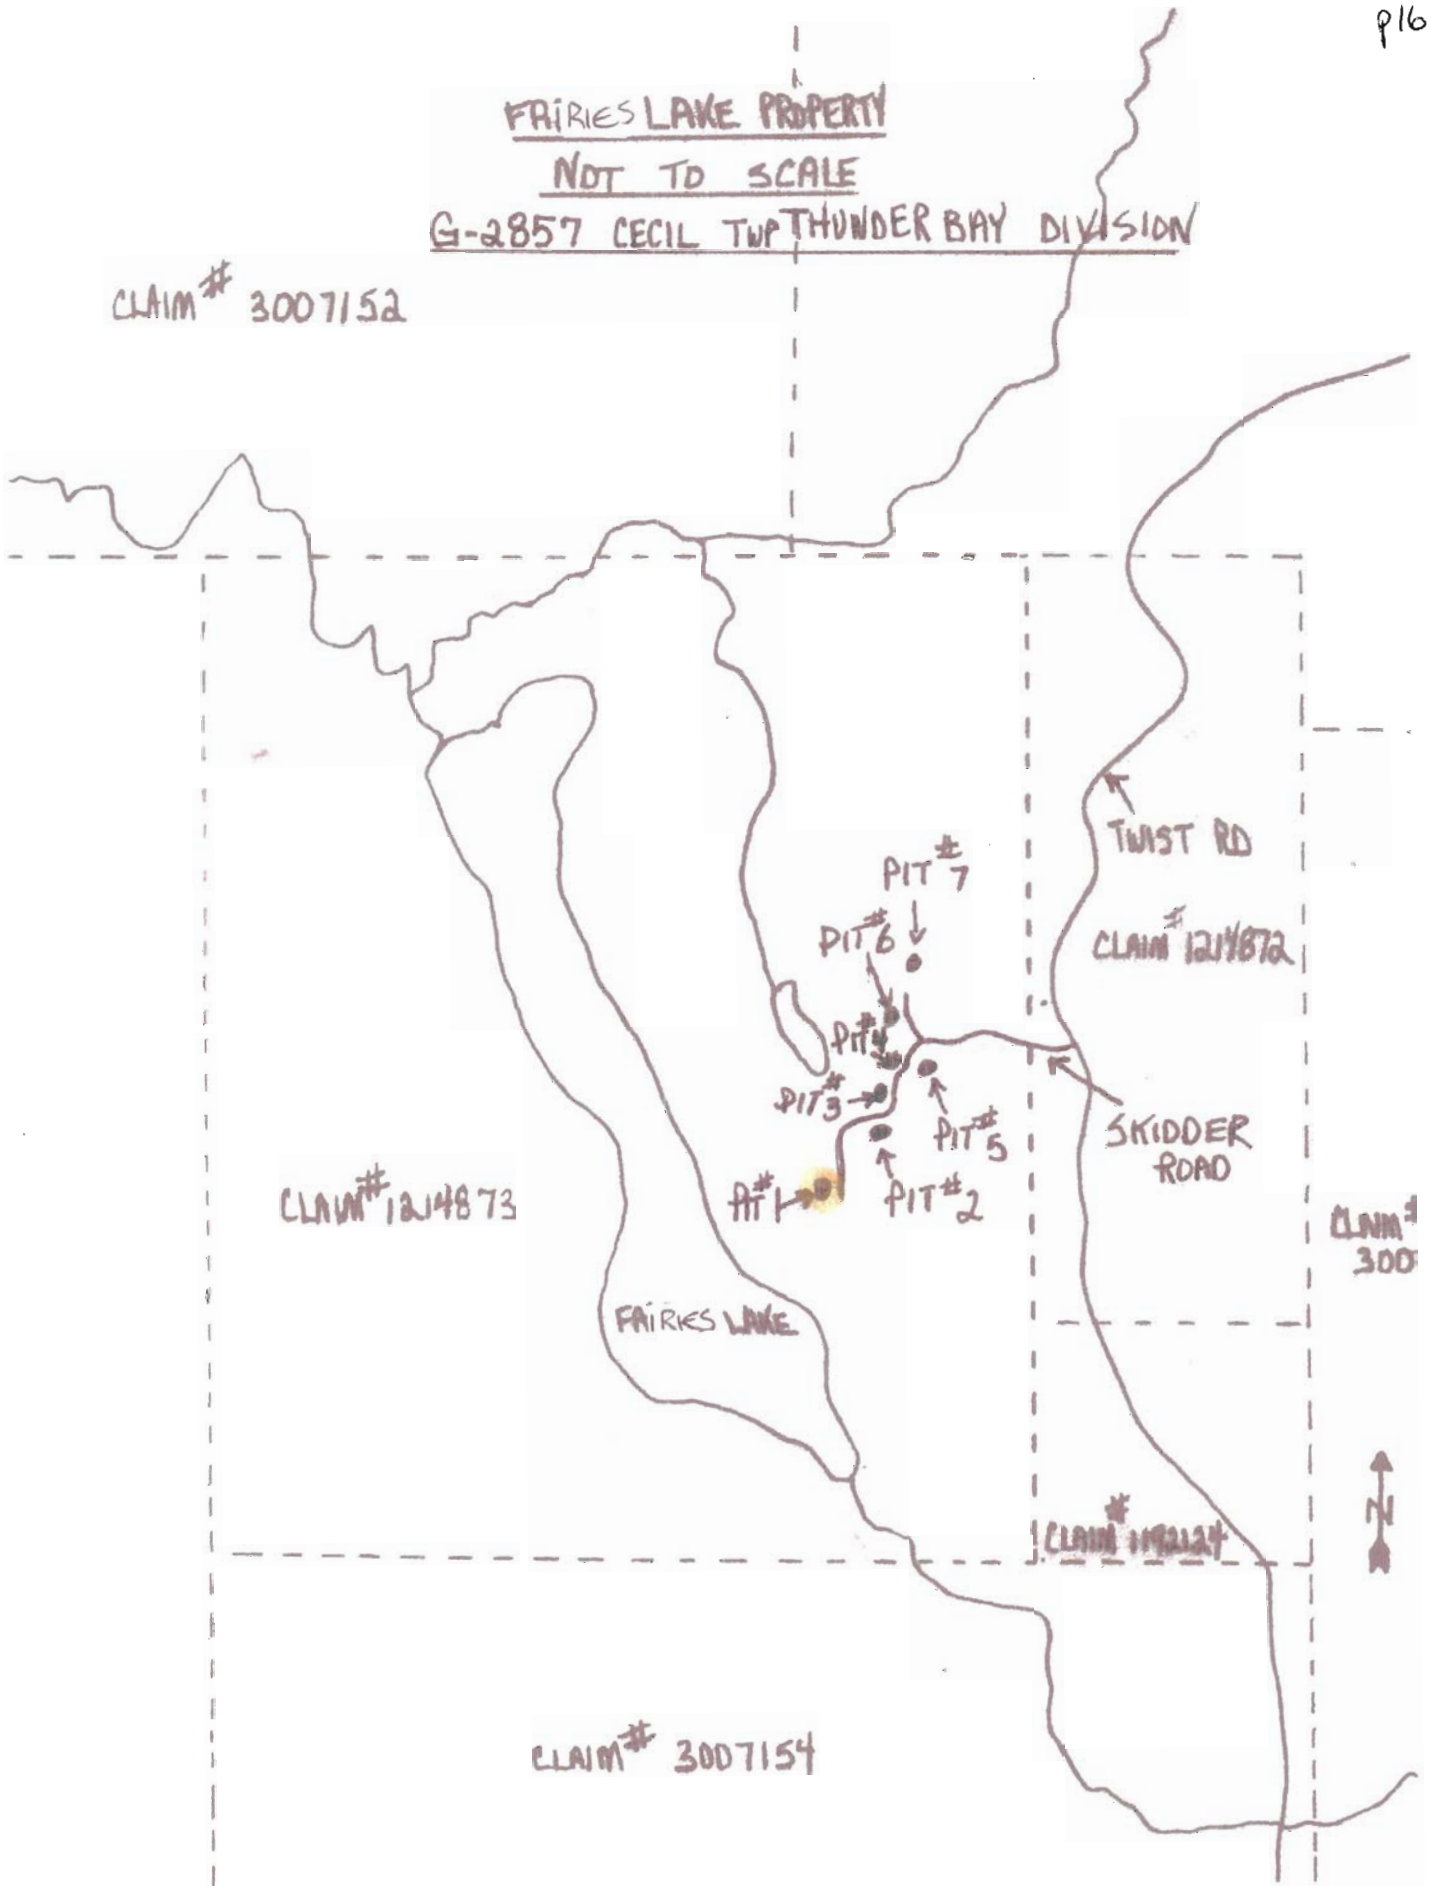 p16
FAIRIES LAKE PROPERTY
NOT TO SCALE
G-2857 CECIL TWP THUNDER BAY DIVISION
CLAIM # 3007152
TWIST RD
PIT #7
PIT #6
CLAIM # 1214872
PIT #4
PIT #3
PIT #5
SKIDDER
ROAD
PIT #1
PIT #2
CLAIM # 1214873
CLAIM #
300
FAIRIES LAKE
N
CLAIM # 1192124
CLAIM # 3007154